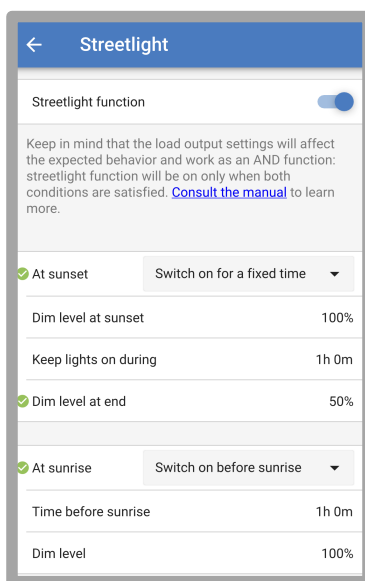 Streetlight
Streetlight function
Keep in mind that the load output settings will affect
the expected behavior and work as an AND function:
streetlight function will be on only when both
conditions are satisfied. Consult the manual to learn
more.
At sunset Switch on for a fixed time
Dim level at sunset 100%
Keep lights on during 1h 0m
Dim level at end 50%
At sunrise Switch on before sunrise
Time before sunrise 1h 0m
Dim level 100%